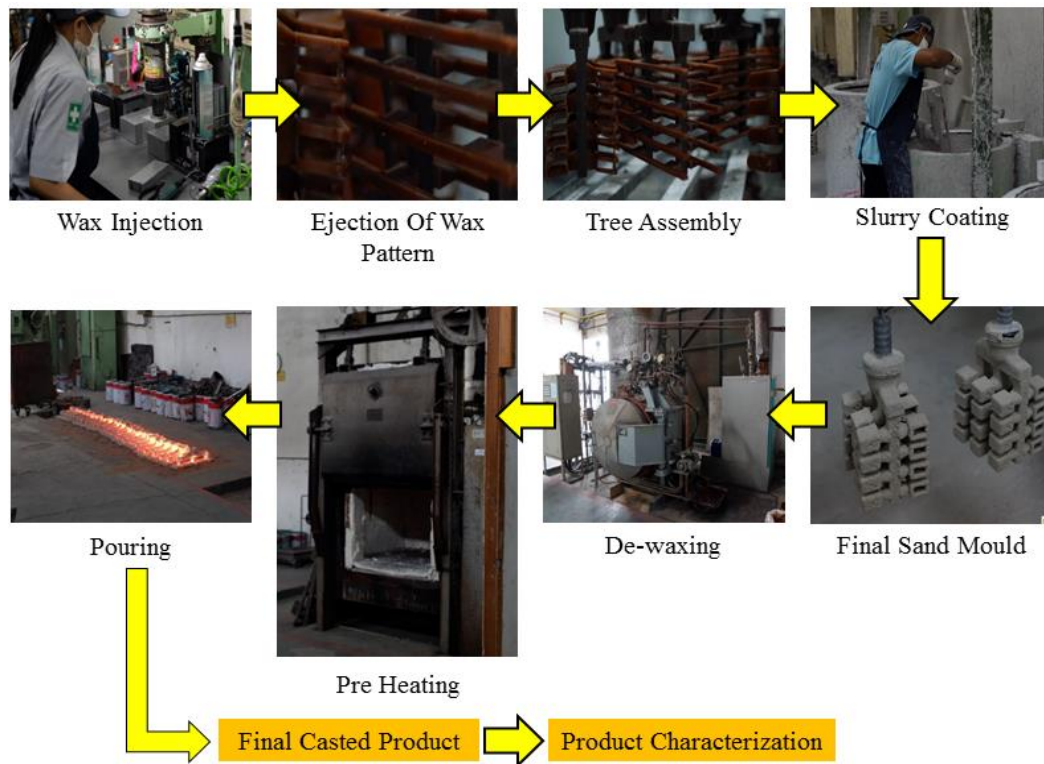 Wax Injection
Ejection Of Wax
Pattern
Tree Assembly
Slurry Coating
Pouring
Pre Heating
De-waxing
Final Sand Mould
Final Casted Product
Product Characterization